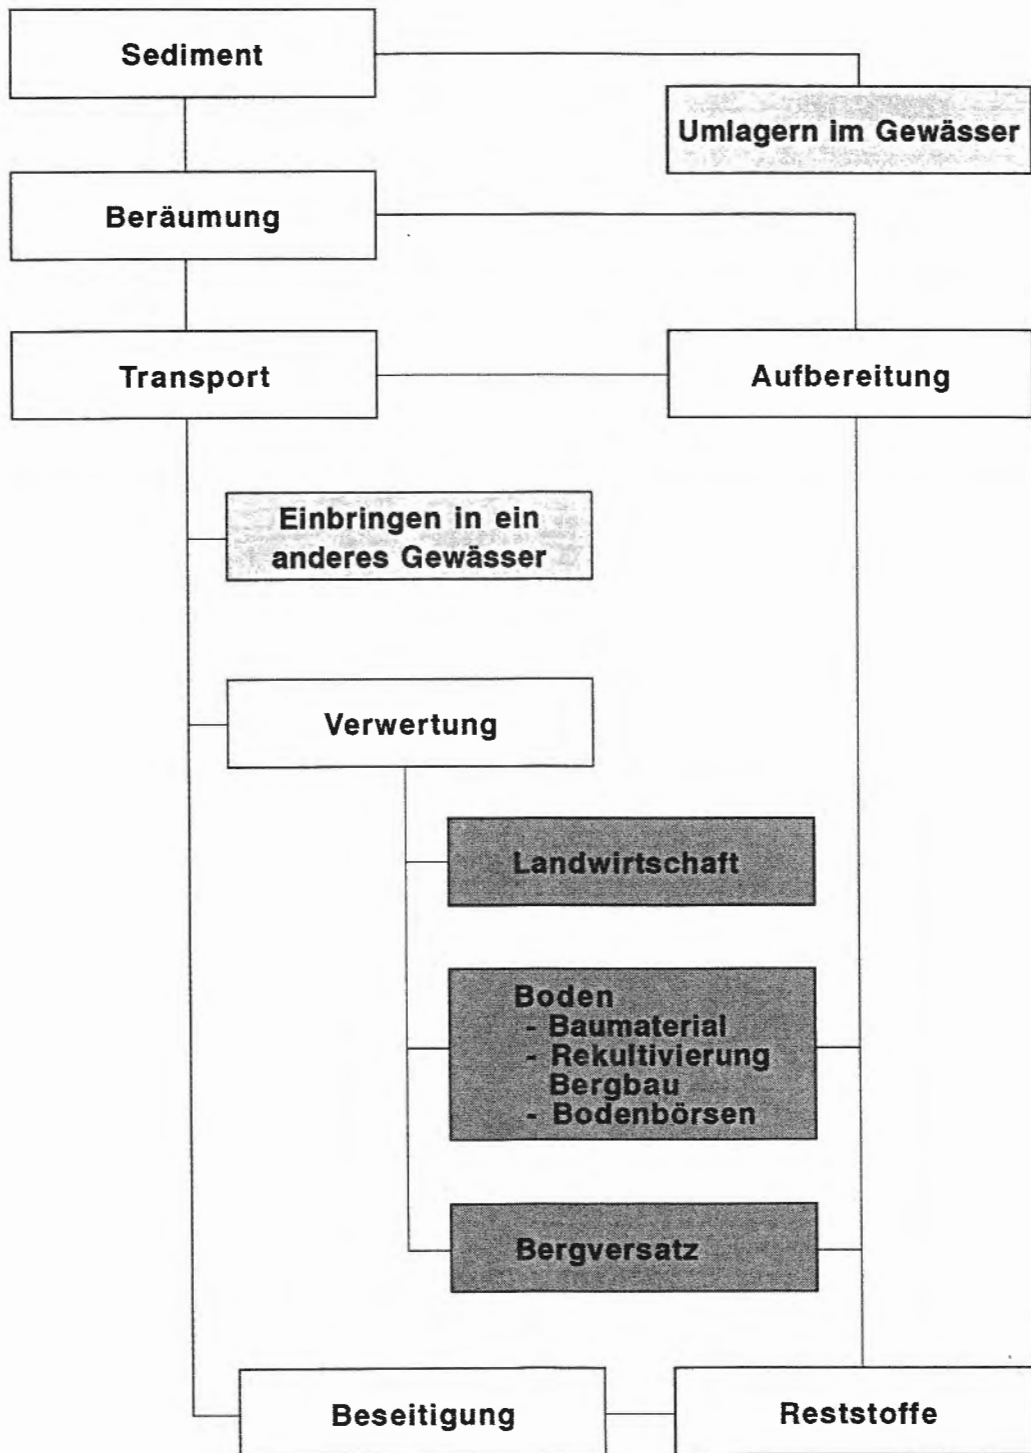 Sediment
Umlagern im Gewässer
Beräumung
Transport
Aufbereitung
Einbringen in ein
anderes Gewässer
Verwertung
Landwirtschaft
Boden
- Baumaterial
- Rekultivierung
Bergbau
- Bodenbörsen
Bergversatz
Beseitigung
Reststoffe